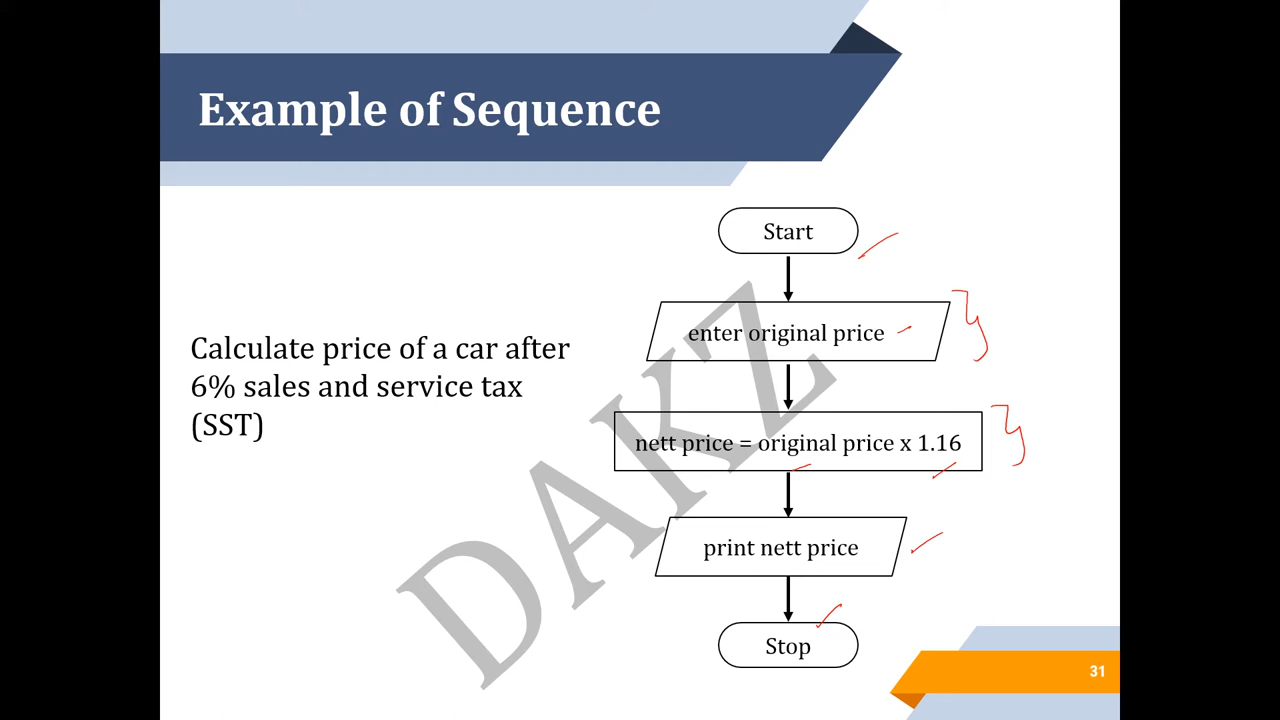 Example of Sequence
Calculate price of a car after
6% sales and service tax
(SST)
Start
enter original price
nett price = original price x 1.16
print nett price
Stop
DAKZ
31